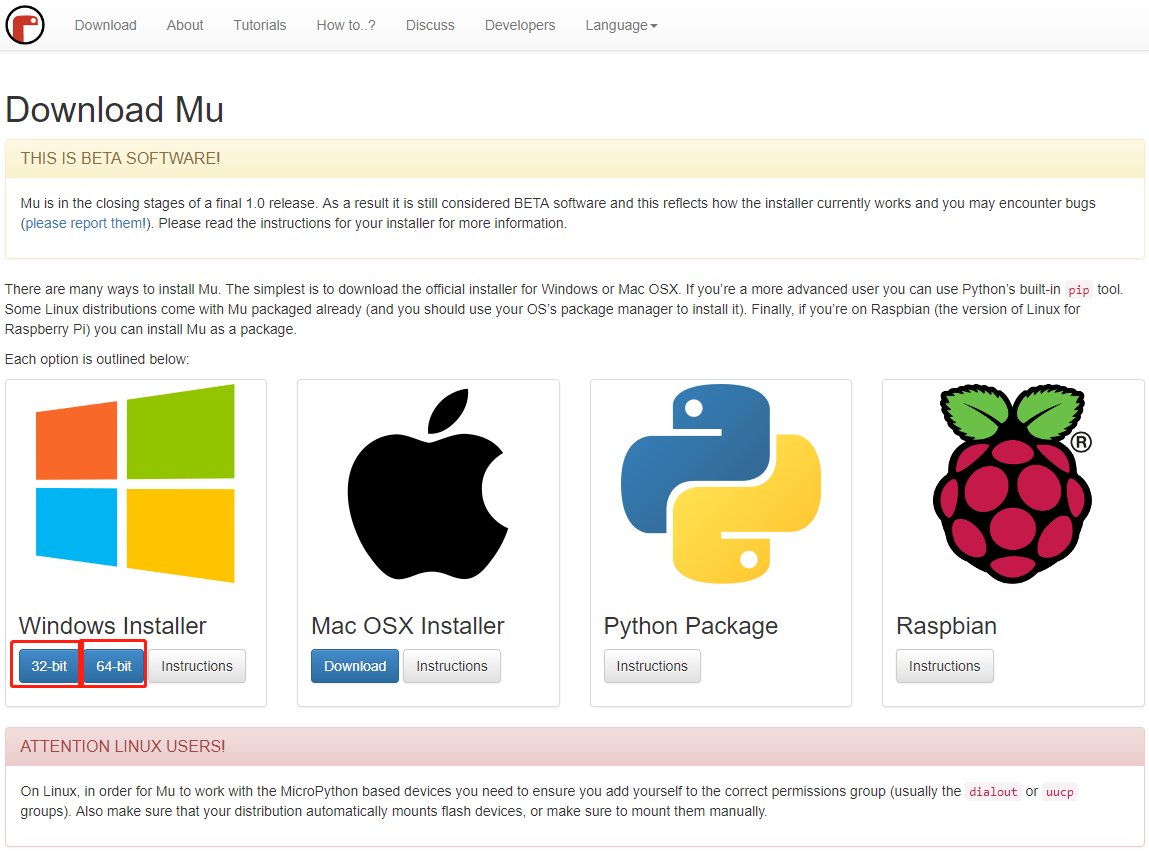 Download About Tutorials How to..? Discuss Developers Language
Download Mu
THIS IS BETA SOFTWARE!
Mu is in the closing stages of a final 1.0 release. As a result it is still considered BETA software and this reflects how the installer currently works and you may encounter bugs
(please report them!). Please read the instructions for your installer for more information.
There are many ways to install Mu. The simplest is to download the official installer for Windows or Mac OSX. If you’re a more advanced user you can use Python’s built-in pip tool.
Some Linux distributions come with Mu packaged already (and you should use your OS’s package manager to install it). Finally, if you’re on Raspbian (the version of Linux for
Raspberry Pi) you can install Mu as a package.
Each option is outlined below:
®
Windows Installer
32-bit 64-bit Instructions
Mac OSX Installer
Download Instructions
Python Package
Instructions
Raspbian
Instructions
ATTENTION LINUX USERS!
On Linux, in order for Mu to work with the MicroPython based devices you need to ensure you add yourself to the correct permissions group (usually the dialout or uucp
groups). Also make sure that your distribution automatically mounts flash devices, or make sure to mount them manually.